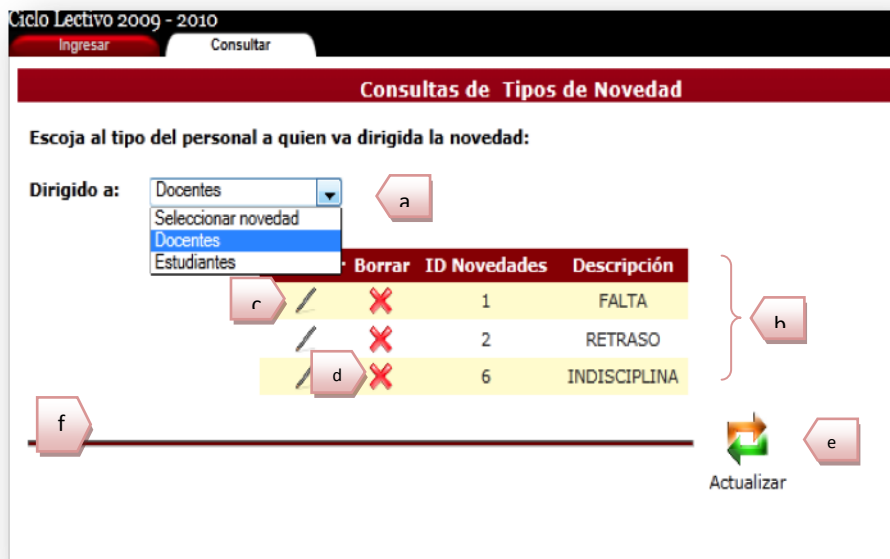 Ciclo Lectivo 2009 - 2010
Ingresar Consultar
Consultas de Tipos de Novedad
Escoja al tipo del personal a quien va dirigida la novedad:
Dirigido a: Docentes
a
Seleccionar novedad
Docentes
Estudiantes
Borrar ID Novedades Descripción
c 1 FALTA
b
2 RETRASO
d 6 INDISCIPLINA
f
e
Actualizar